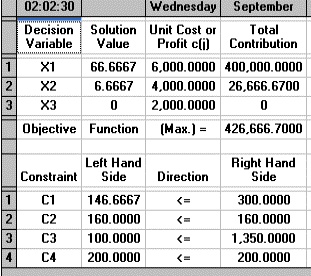 02:02:30 Wednesday September
Decision Variable Solution Value Unit Cost or Profit c(j) Total Contribution
1 X1 66.6667 6,000.0000 400,000.0000
2 X2 6.6667 4,000.0000 26,666.6700
3 X3 0 2,000.0000 0
Objective Function (Max.) = 426,666.7000
Constraint Left Hand Side Direction Right Hand Side
1 C1 146.6667 <= 300.0000
2 C2 160.0000 <= 160.0000
3 C3 100.0000 <= 1,350.0000
4 C4 200.0000 <= 200.0000